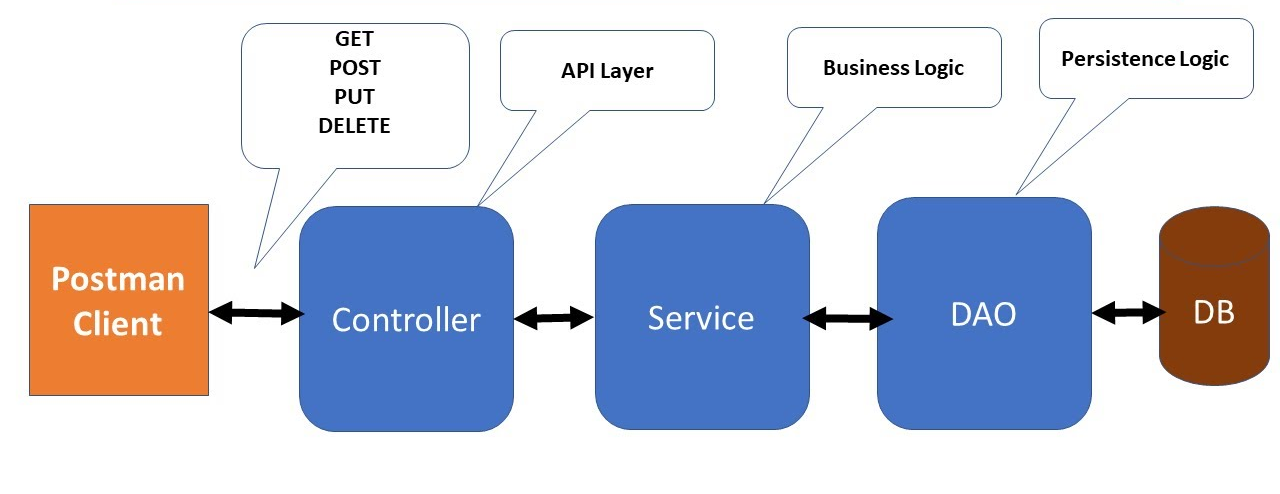 GET
POST
PUT
DELETE
API Layer
Business Logic
Persistence Logic
Postman
Client
Controller
Service
DAO
DB